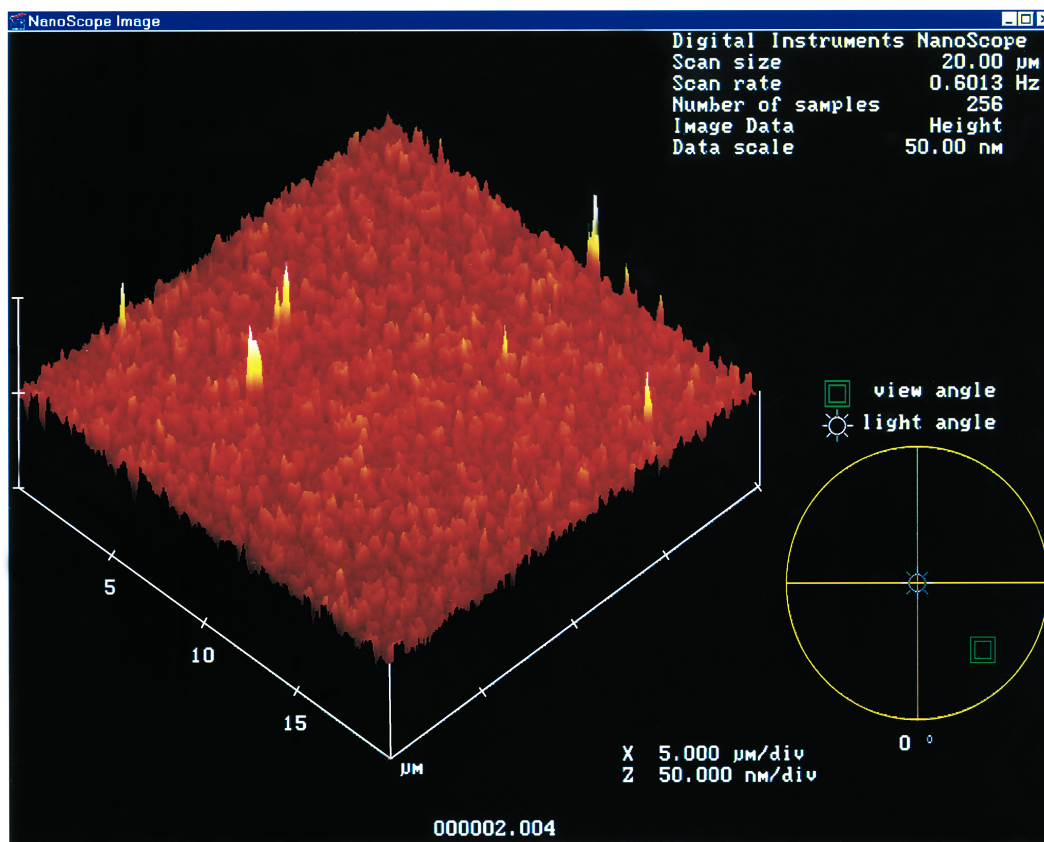 NanoScope Image
Digital Instruments NanoScope
Scan size 20.00 µm
Scan rate 0.6013 Hz
Number of samples 256
Image Data Height
Data scale 50.00 nm
view angle
light angle
5
10
15
µm
0 °
X 5.000 µm/div
Z 50.000 nm/div
000002.004